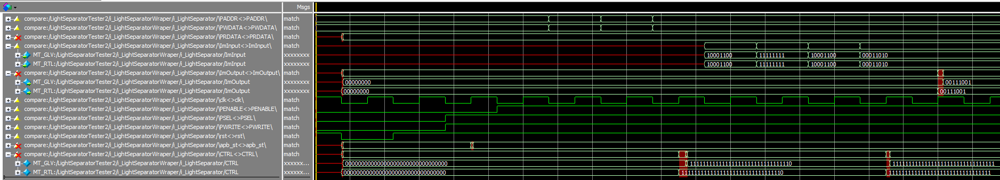 Msgs
compare:/LightSeparatorTester2/i_LightSeparatorWraper/i_LightSeparator/\PADDR<>PADDR\ match
compare:/LightSeparatorTester2/i_LightSeparatorWraper/i_LightSeparator/\PWDATA<>PWDATA\ match
compare:/LightSeparatorTester2/i_LightSeparatorWraper/i_LightSeparator/\PRDATA<>PRDATA\ match
compare:/LightSeparatorTester2/i_LightSeparatorWraper/i_LightSeparator/\ImInput<>ImInput\ match
MT_GLV:/LightSeparatorTester2/i_LightSeparatorWraper/i_LightSeparator/ImInput xxxxxxxx 10001100 11111111 10001100 00011010
MT_RTL:/LightSeparatorTester2/i_LightSeparatorWraper/i_LightSeparator/ImInput xxxxxxxx 10001100 11111111 10001100 00011010
compare:/LightSeparatorTester2/i_LightSeparatorWraper/i_LightSeparator/\ImOutput<>ImOutput\ match
MT_GLV:/LightSeparatorTester2/i_LightSeparatorWraper/i_LightSeparator/ImOutput xxxxxxxx 00000000 00111001
MT_RTL:/LightSeparatorTester2/i_LightSeparatorWraper/i_LightSeparator/ImOutput xxxxxxxx 00000000 00111001
compare:/LightSeparatorTester2/i_LightSeparatorWraper/i_LightSeparator/\clk<>clk\ match
compare:/LightSeparatorTester2/i_LightSeparatorWraper/i_LightSeparator/\PENABLE<>PENABLE\ match
compare:/LightSeparatorTester2/i_LightSeparatorWraper/i_LightSeparator/\PSEL<>PSEL\ match
compare:/LightSeparatorTester2/i_LightSeparatorWraper/i_LightSeparator/\PWRITE<>PWRITE\ match
compare:/LightSeparatorTester2/i_LightSeparatorWraper/i_LightSeparator/\rst<>rst\ match
compare:/LightSeparatorTester2/i_LightSeparatorWraper/i_LightSeparator/\apb_st<>apb_st\ match
compare:/LightSeparatorTester2/i_LightSeparatorWraper/i_LightSeparator/\CTRL<>CTRL\ match
MT_GLV:/LightSeparatorTester2/i_LightSeparatorWraper/i_LightSeparator/CTRL xxxxxxx... 00000000000000000000000000000000 11111111111111111111111111111110 11111111111111111111111111111111
MT_RTL:/LightSeparatorTester2/i_LightSeparatorWraper/i_LightSeparator/CTRL xxxxxxx... 00000000000000000000000000000000 11111111111111111111111111111110 11111111111111111111111111111111